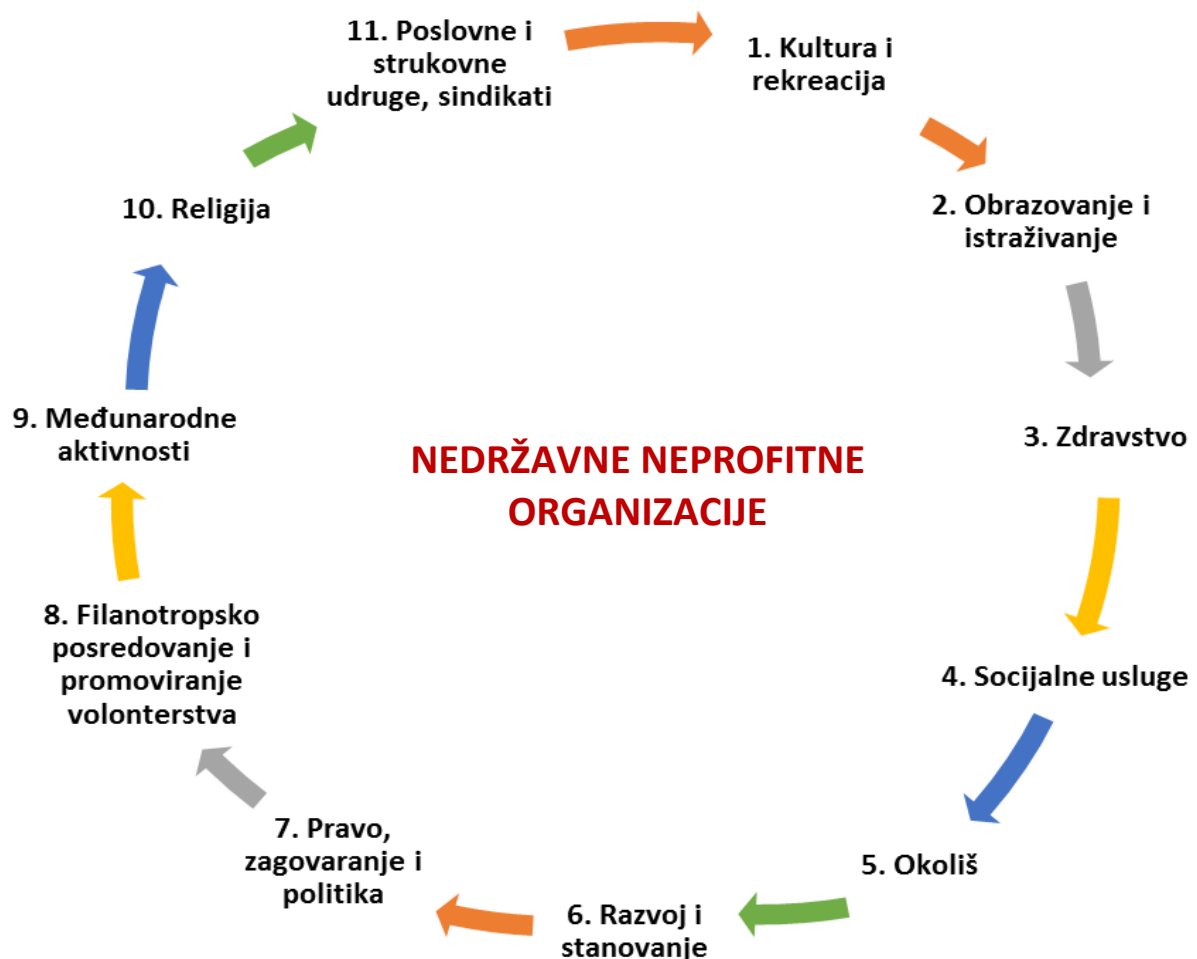 NEDRŽAVNE NEPROFITNE
ORGANIZACIJE
1. Kultura i
rekreacija
2. Obrazovanje i
istraživanje
3. Zdravstvo
4. Socijalne usluge
5. Okoliš
6. Razvoj i
stanovanje
7. Pravo,
zagovaranje i
politika
8. Filanotropsko
posredovanje i
promoviranje
volonterstva
9. Međunarodne
aktivnosti
10. Religija
11. Poslovne i
strukovne
udruge, sindikati